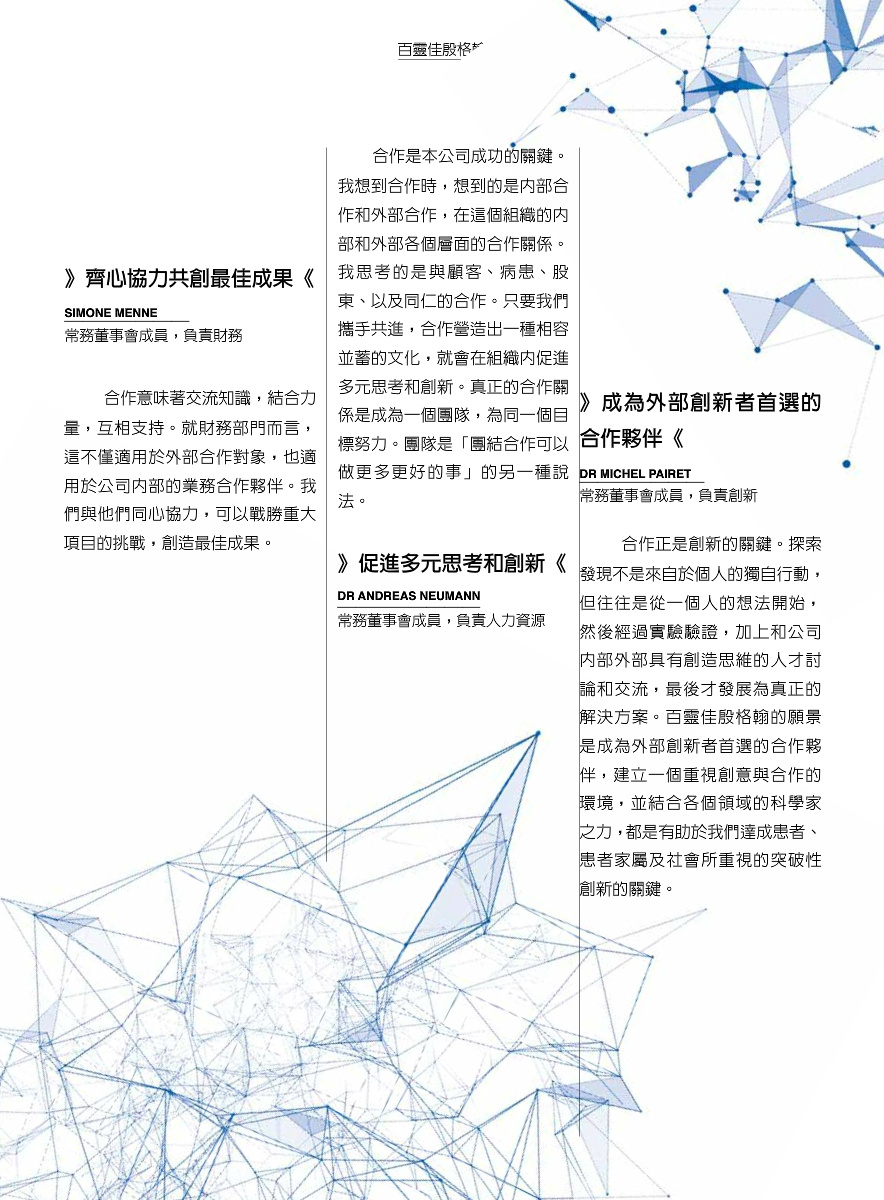 百靈佳殷格
》齊心協力共創最佳成果《
SIMONE MENNE
常務董事會成員，負責財務
合作意味著交流知識，結合力
量，互相支持。就財務部門而言，
這不僅適用於外部合作對象，也適
用於公司內部的業務合作夥伴。我
們與他們同心協力，可以戰勝重大
項目的挑戰，創造最佳成果。
合作是本公司成功的關鍵。
我想到合作時，想到的是內部合
作和外部合作，在這個組織的內
部和外部各個層面的合作關係。
我思考的是與顧客、病患、股
東、以及同仁的合作。只要我們
攜手共進，合作營造出一種相容
並蓄的文化，就會在組織內促進
多元思考和創新。真正的合作關
係是成為一個團隊，為同一個目
標努力。團隊是「團結合作可以
做更多更好的事」的另一種說
法。
》促進多元思考和創新《
DR ANDREAS NEUMANN
常務董事會成員，負責人力資源
》成為外部創新者首選的
合作夥伴《
DR MICHEL PAIRET
常務董事會成員，負責創新
合作正是創新的關鍵。探索
發現不是來自於個人的獨自行動，
但往往是從一個人的想法開始，
然後經過實驗驗證，加上和公司
內部外部具有創造思維的人才討
論和交流，最後才發展為真正的
解決方案。百靈佳殷格翰的願景
是成為外部創新者首選的合作夥
伴，建立一個重視創意與合作的
環境，並結合各個領域的科學家
之力，都是有助於我們達成患者、
患者家屬及社會所重視的突破性
創新的關鍵。